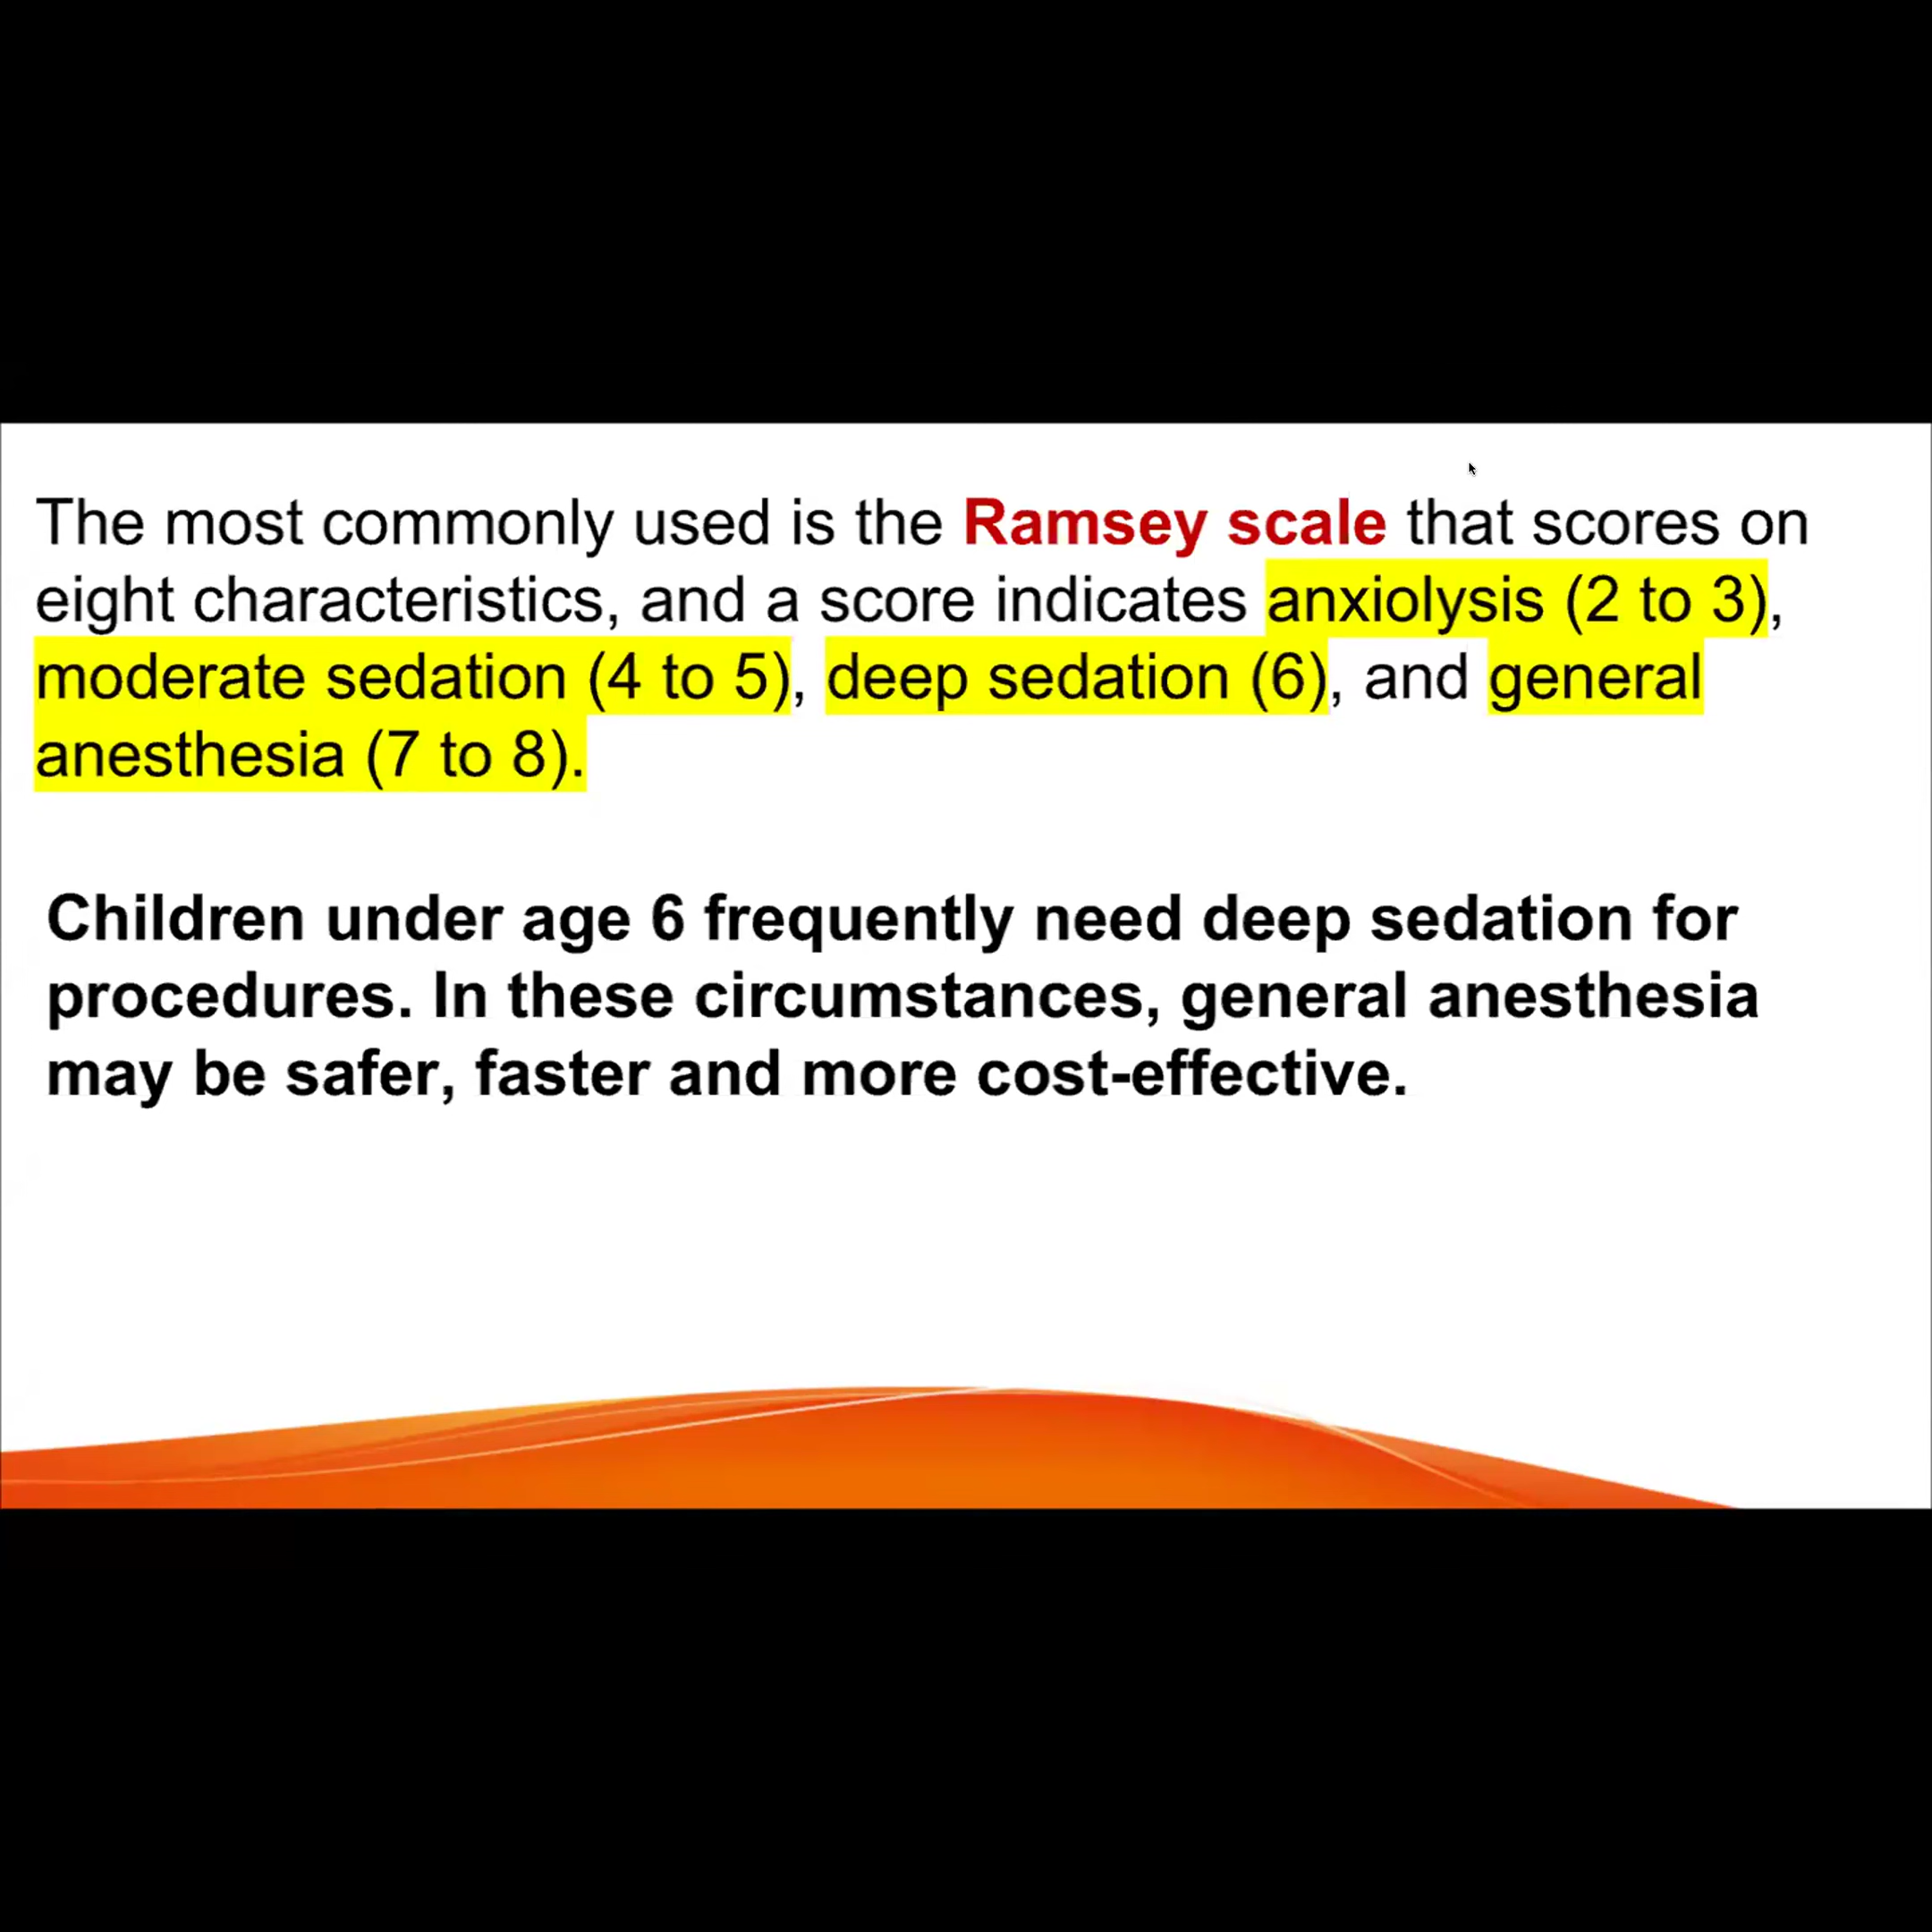 The most commonly used is the Ramsey scale that scores on
eight characteristics, and a score indicates anxiolysis (2 to 3),
moderate sedation (4 to 5), deep sedation (6), and general
anesthesia (7 to 8).
Children under age 6 frequently need deep sedation for
procedures. In these circumstances, general anesthesia
may be safer, faster and more cost-effective.